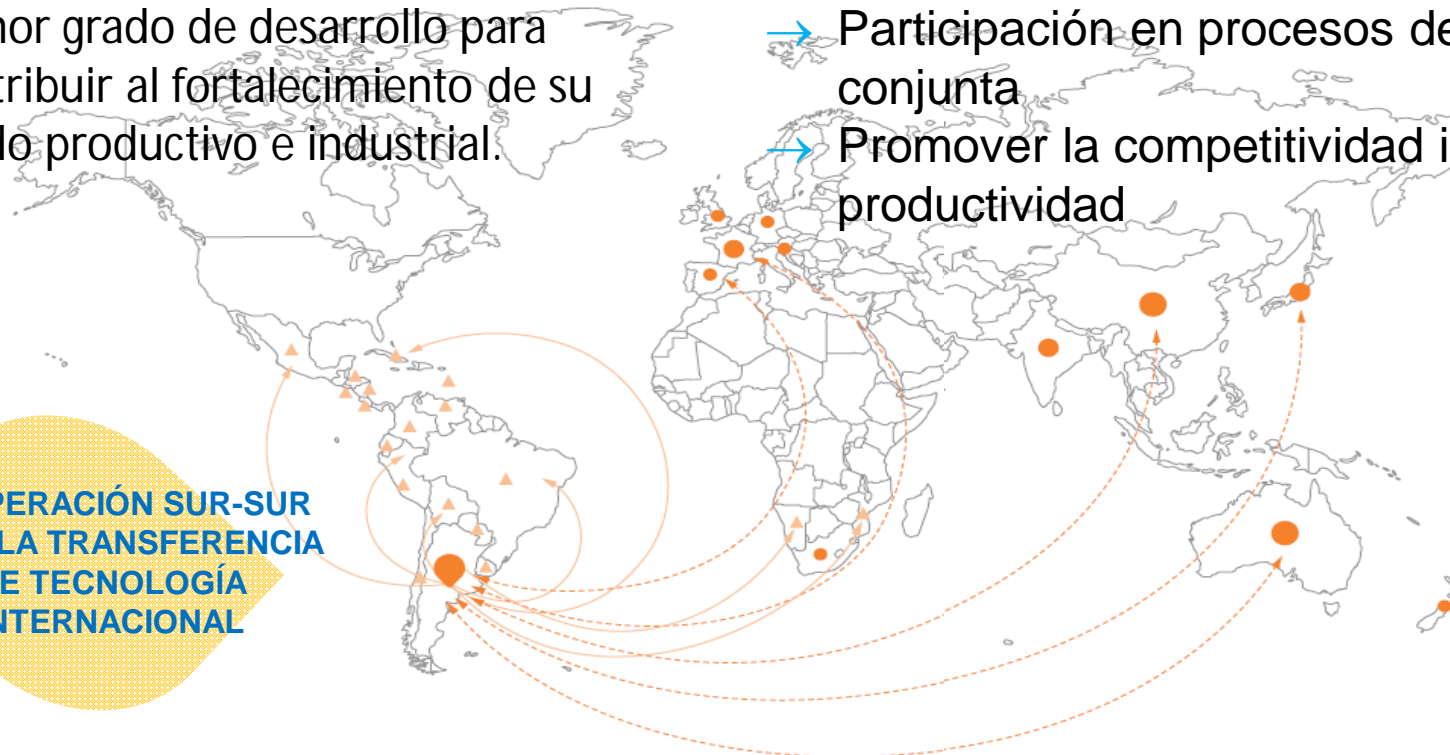 nor grado de desarrollo para
tribuir al fortalecimiento de su
do productivo e industrial.
→ Participación en procesos de
conjunta
→ Promover la competitividad i
productividad
PERACIÓN SUR-SUR
LA TRANSFERENCIA
E TECNOLOGÍA
NTERNACIONAL